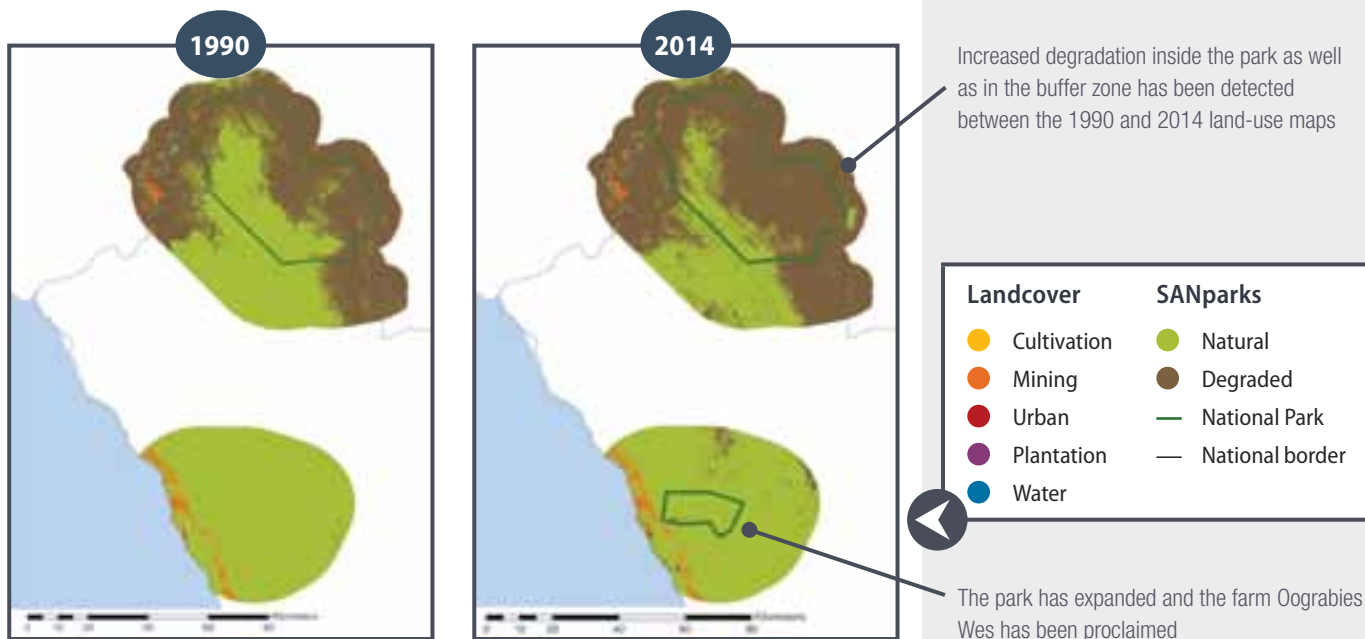 1990
2014
Increased degradation inside the park as well
as in the buffer zone has been detected
between the 1990 and 2014 land-use maps
Landcover
SANparks
Cultivation
Natural
Mining
Degraded
Urban
National Park
Plantation
National border
Water
The park has expanded and the farm Oograbies
Wes has been proclaimed